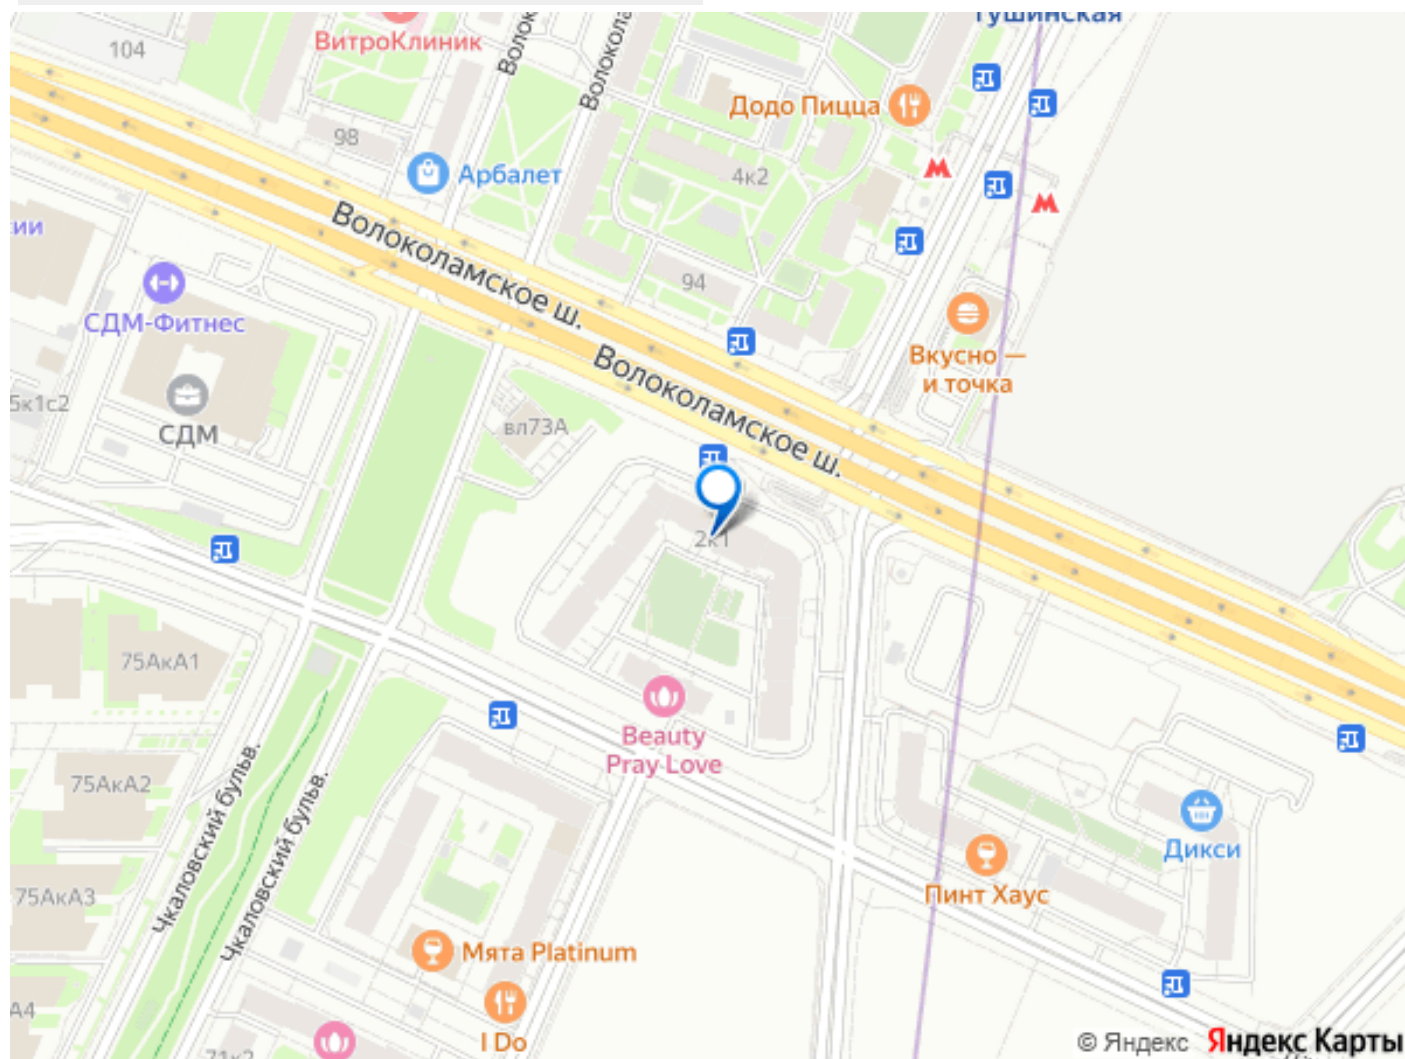 Тушинская
104
ВитроКлиник
Волок
Волокола
Додо Пицца
98
Арбалет
4к2
Волоколамское ш.
94
ии
СДМ-Фитнес
Вкусно —
и точка
Волоколамское ш.
5к1с2
СДМ
вл73А
2к1
75АкА1
Beauty
Pray Love
75АкА2
Чкаловский бульв.
Чкаловский бульв.
Дикси
75АкА3
Пинт Хаус
Мята Platinum
А4
I Do
71к2
© Яндекс Яндекс Карты